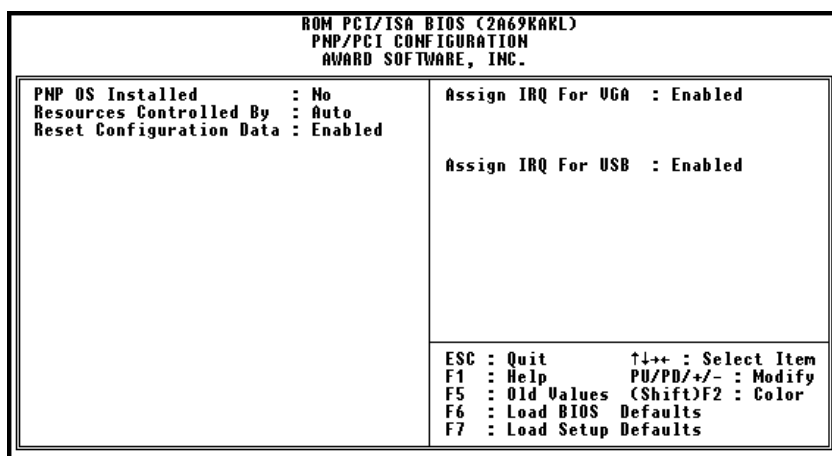 ROM PCI/ISA BIOS (2A69KAKL)
PNP/PCI CONFIGURATION
AWARD SOFTWARE, INC.
PNP OS Installed : No
Resources Controlled By : Auto
Reset Configuration Data : Enabled
Assign IRQ For VGA : Enabled
Assign IRQ For USB : Enabled
ESC : Quit ↑↓→← : Select Item
F1 : Help PU/PD/+/- : Modify
F5 : Old Values (Shift)F2 : Color
F6 : Load BIOS Defaults
F7 : Load Setup Defaults